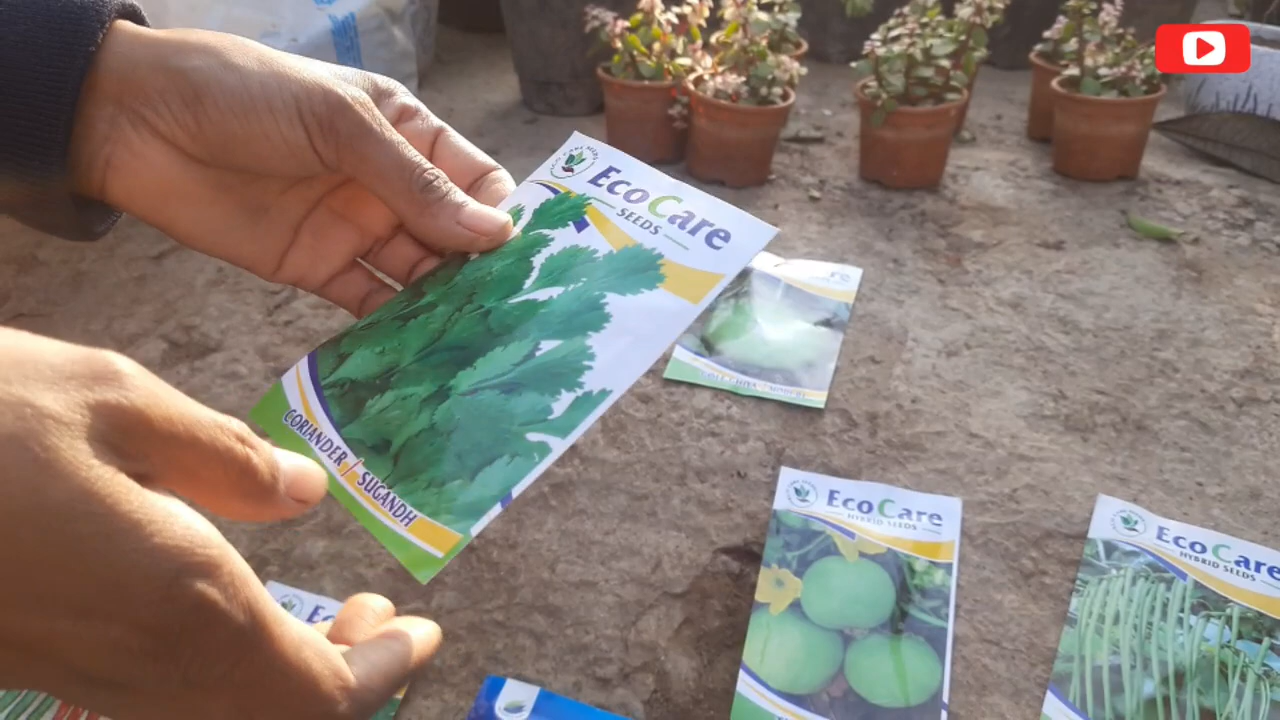 EcoCare
SEEDS
CORIANDER / SUGANDH
EcoCare
HYBRID SEEDS
EcoCare
HYBRID SEEDS